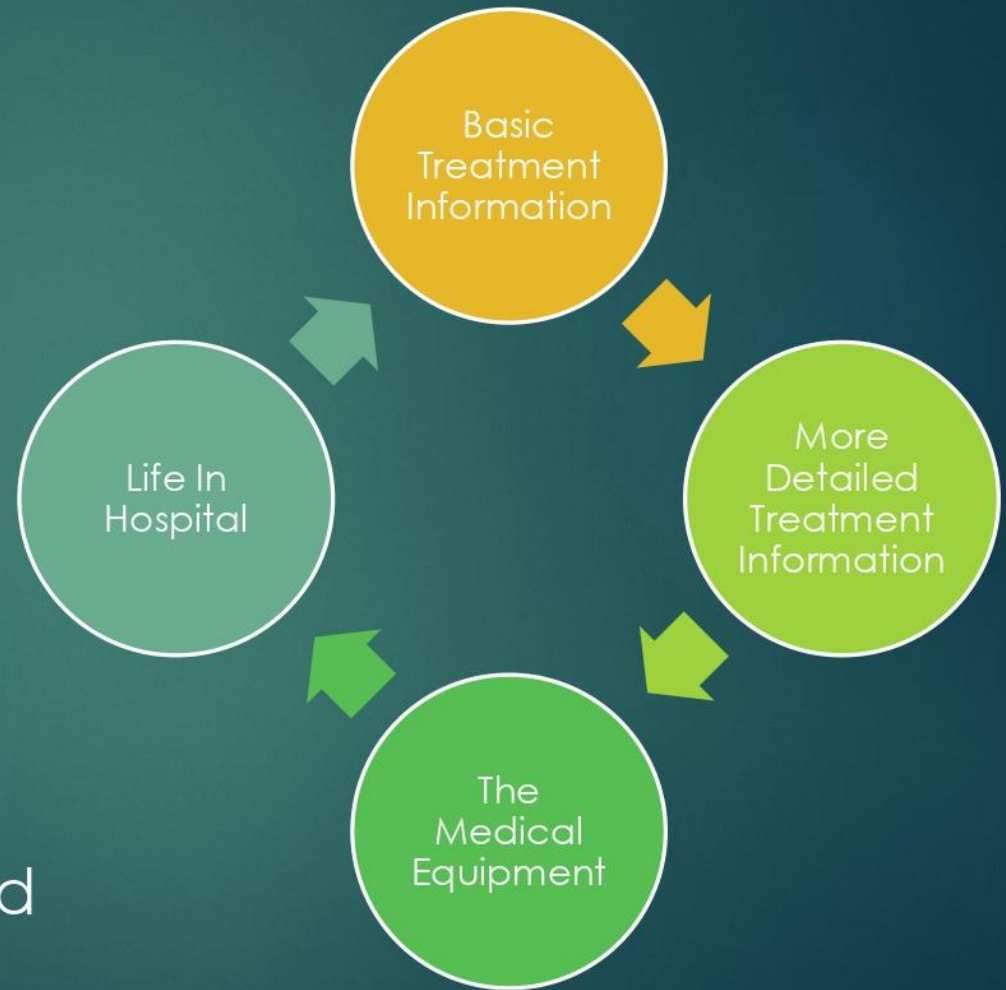 Basic
Treatment
Information
More
Detailed
Treatment
Information
The
Medical
Equipment
Life In
Hospital
d